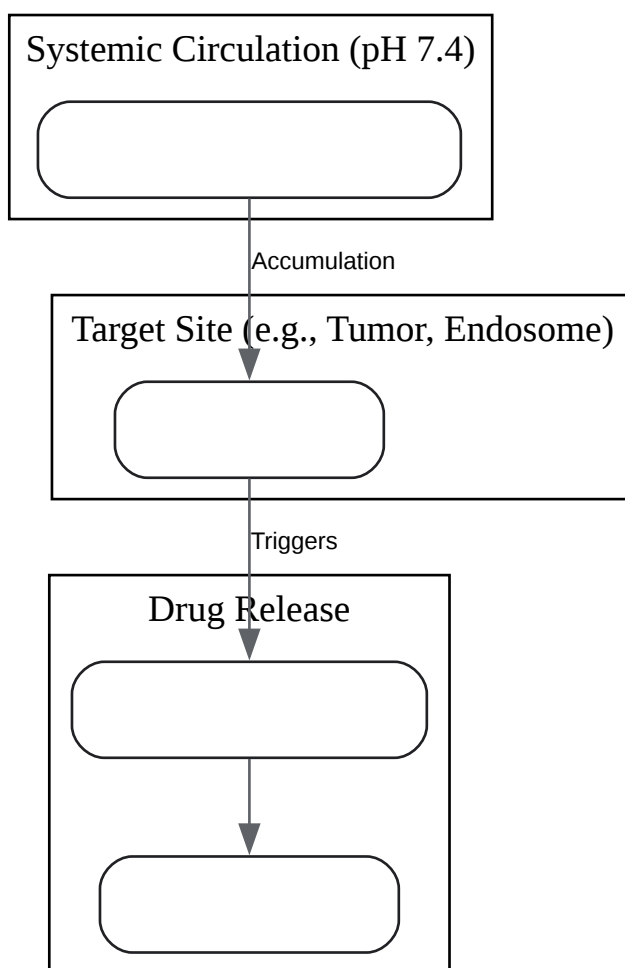 Systemic Circulation (pH 7.4)
Accumulation
Target Site (e.g., Tumor, Endosome)
Triggers
Drug Release